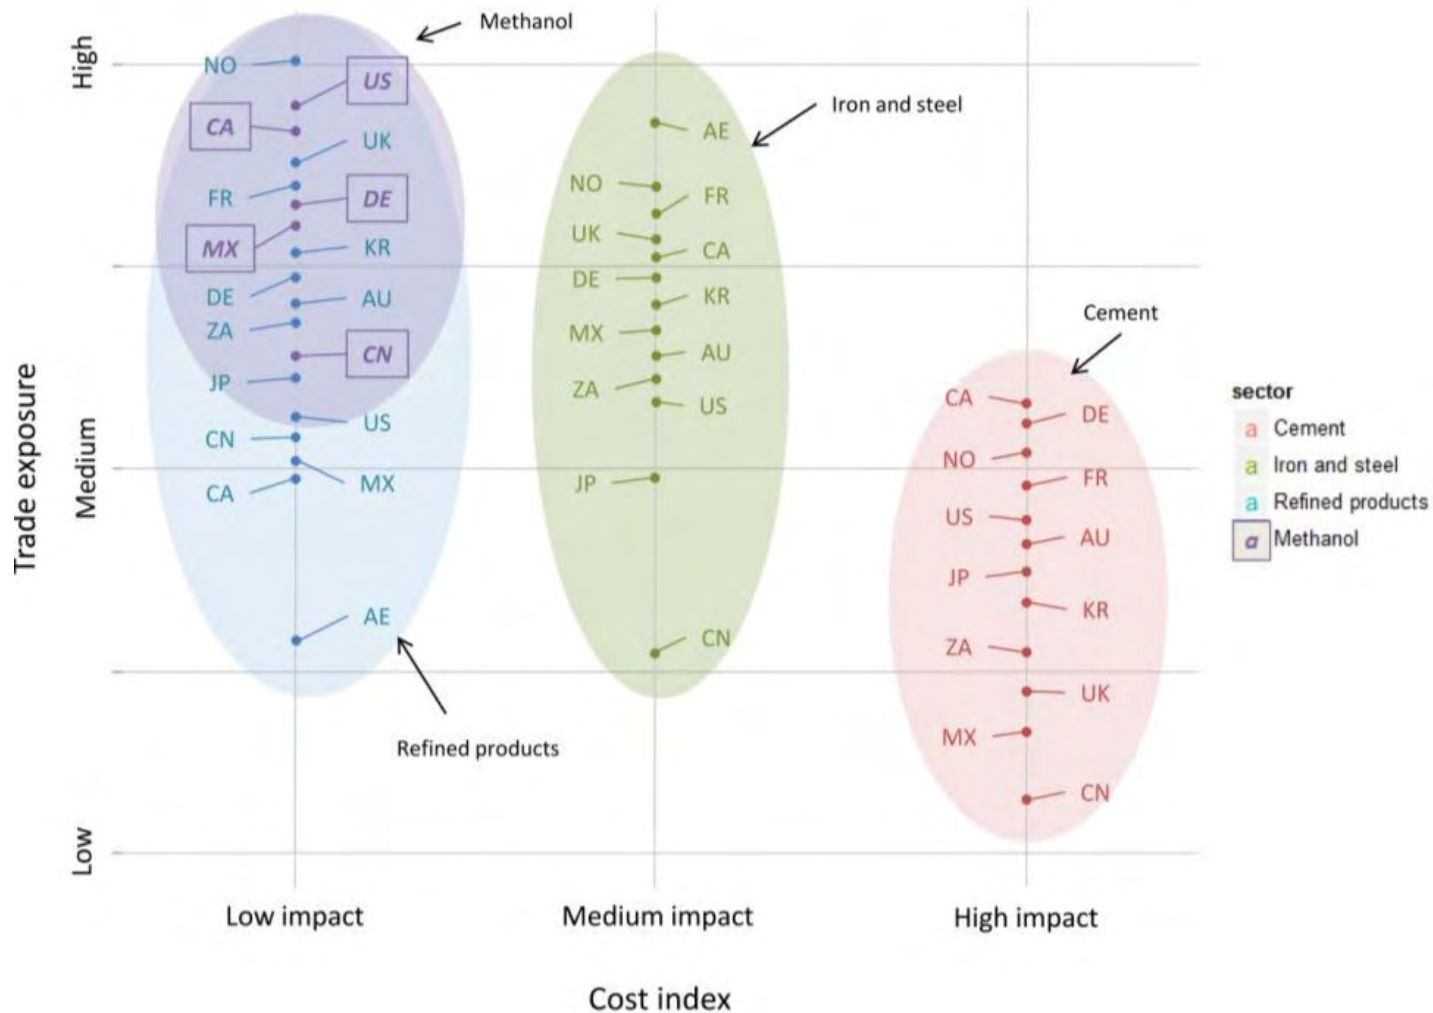 Methanol
High
NO
US
CA
UK
FR
DE
MX
KR
DE
AU
ZA
CN
JP
US
CN
MX
CA
AE
Refined products
Iron and steel
AE
NO
FR
UK
CA
DE
KR
MX
AU
ZA
US
JP
CN
Cement
CA
DE
NO
FR
US
AU
JP
KR
ZA
UK
MX
CN
Trade exposure
Medium
Low
Low impact
Medium impact
High impact
Cost index
sector
a Cement
a Iron and steel
a Refined products
a Methanol